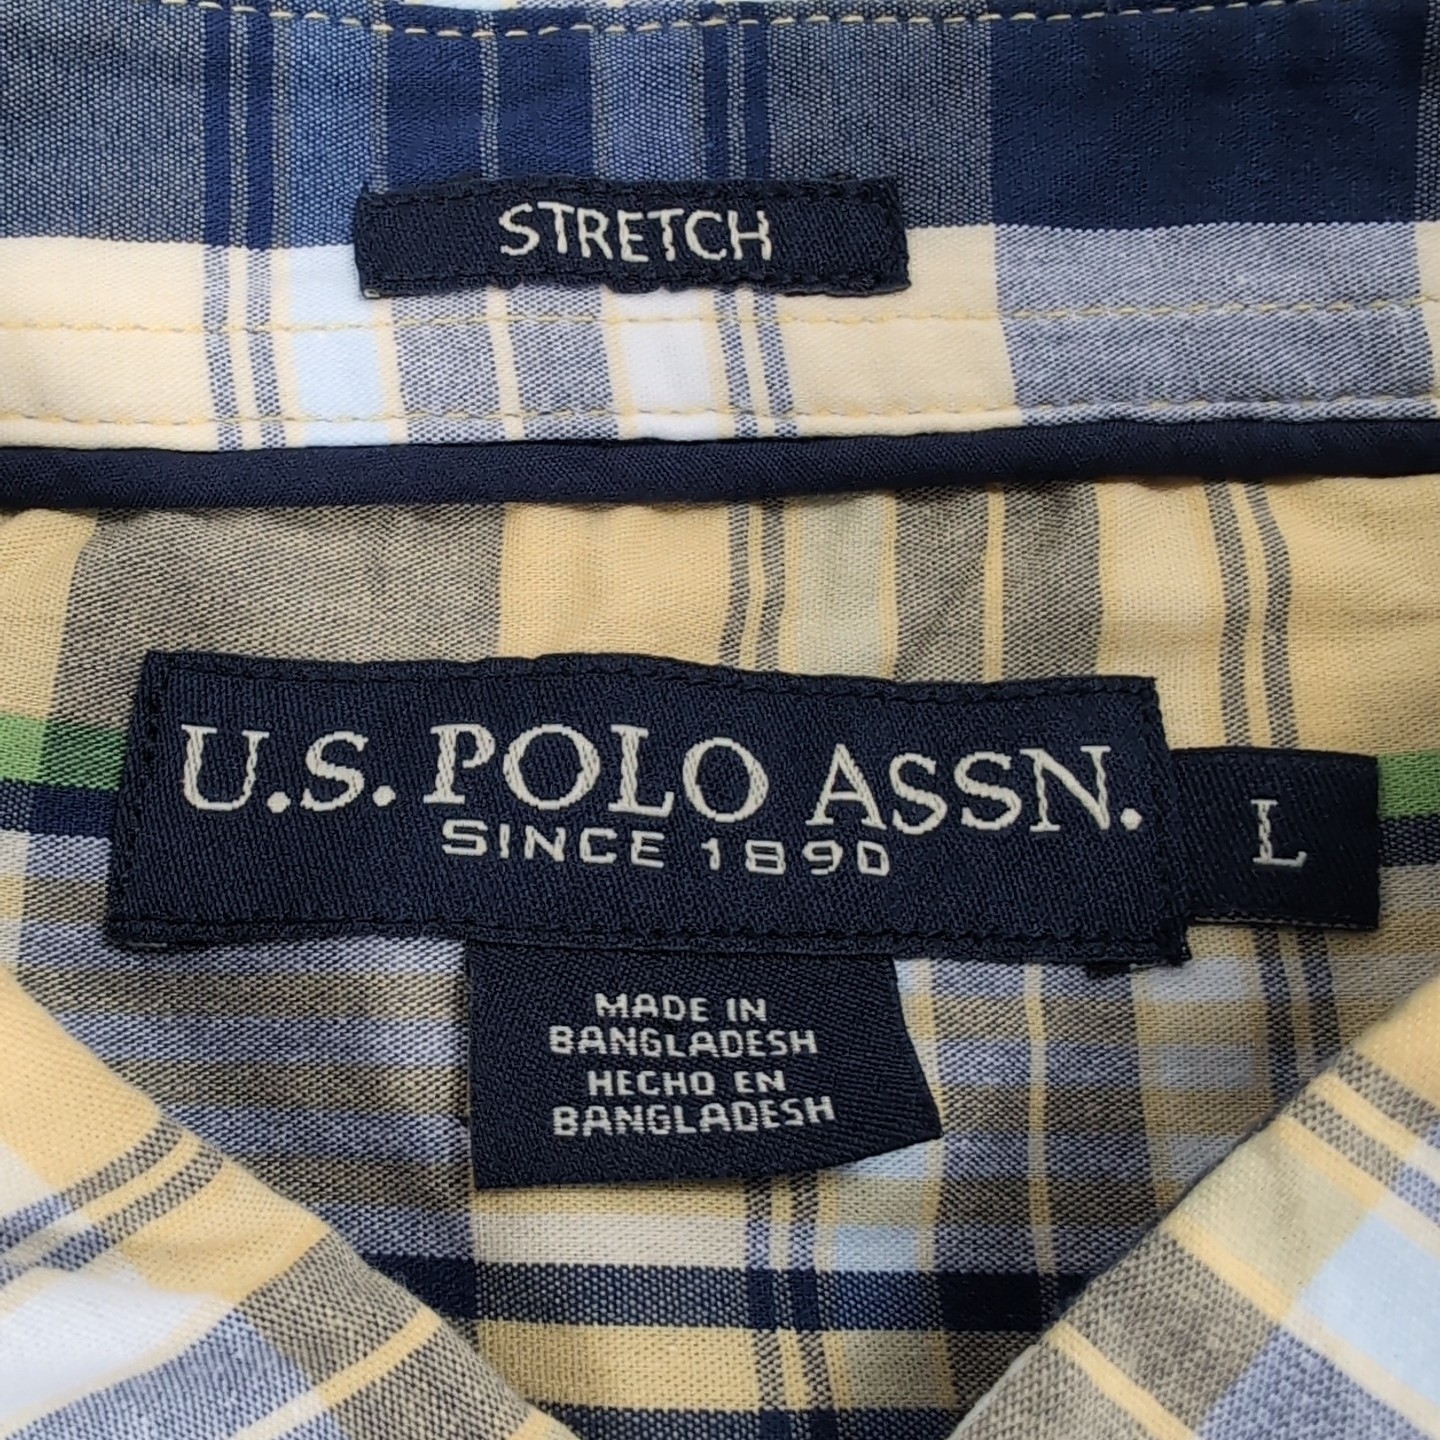 STRETCH
U.S. POLO ASSN.
SINCE 1890
L
MADE IN
BANGLADESH
HECHO EN
BANGLADESH